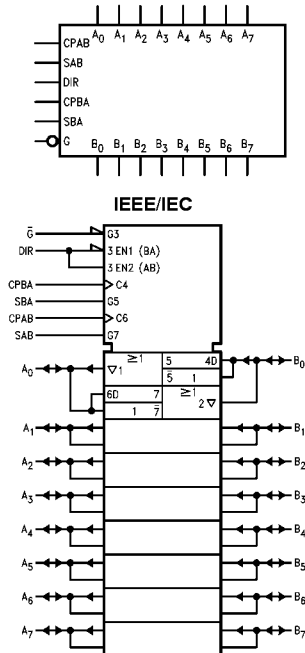 A0 A1 A2 A3 A4 A5 A6 A7
CPAB
SAB
DIR
CPBA
SBA
G
B0 B1 B2 B3 B4 B5 B6 B7
IEEE/IEC
G̅ G3
DIR 3 EN1 (BA)
3 EN2 (AB)
CPBA C4
SBA G5
CPAB C6
SAB G7
A0 ▽1 ≥1 5 4D B0
5̅ 1
6D 7 ≥1
1 7̅ 2▽
A1 B1
A2 B2
A3 B3
A4 B4
A5 B5
A6 B6
A7 B7